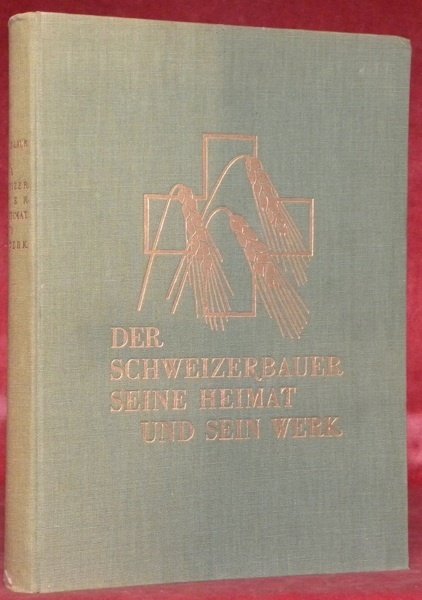 DER
SCHWEIZERBAUER
SEINE HEIMAT
UND SEIN WERK